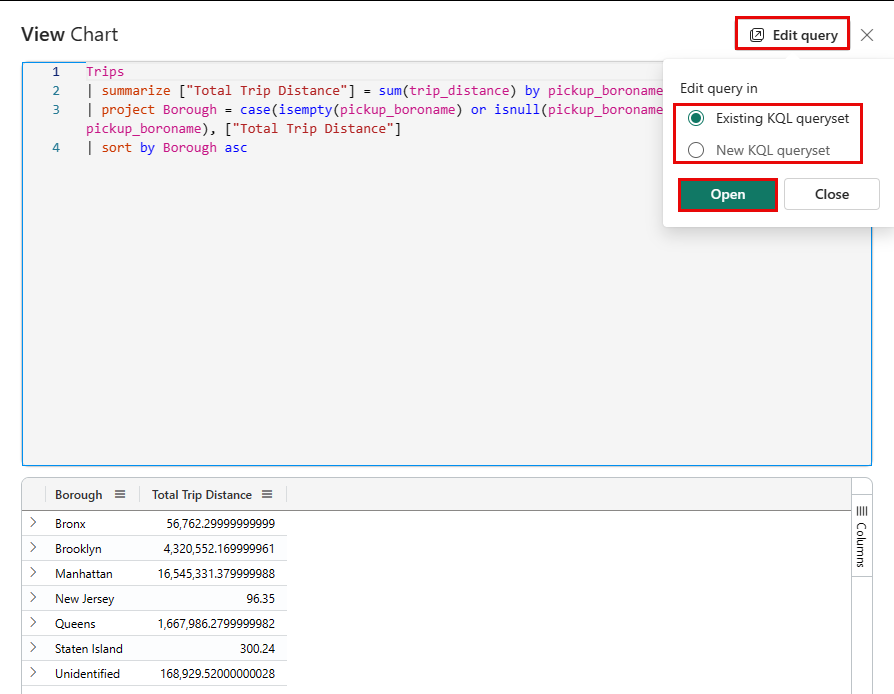 View Chart
Edit query
1 Trips
2 | summarize ["Total Trip Distance"] = sum(trip_distance) by pickup_boroname
3 | project Borough = case(isempty(pickup_boroname) or isnull(pickup_boroname
pickup_boroname), ["Total Trip Distance"]
4 | sort by Borough asc
Edit query in
Existing KQL queryset
New KQL queryset
Open Close
Borough Total Trip Distance
Bronx 56,762.29999999999
Brooklyn 4,320,552.169999961
Manhattan 16,545,331.379999988
New Jersey 96.35
Queens 1,667,986.2799999982
Staten Island 300.24
Unidentified 168,929.52000000028
Columns